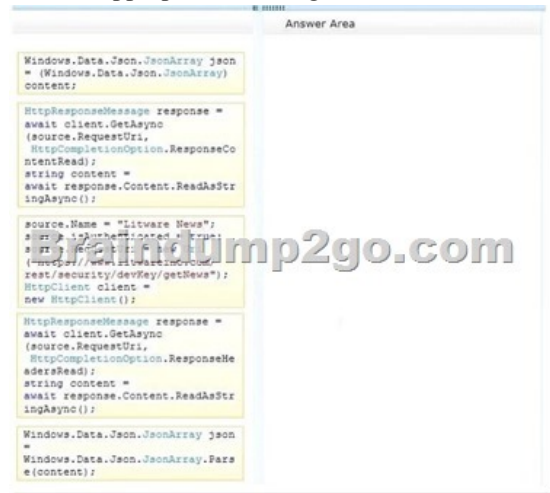 Answer Area
Windows.Data.Json.JsonArray json
= (Windows.Data.Json.JsonArray)
content;
HttpResponseMessage response =
await client.GetAsync
(source.RequestUri,
HttpCompletionOption.ResponseCo
ntentRead);
string content =
await response.Content.ReadAsStr
ingAsync();
source.Name = "Litware News";
Braindump2go.com
rest/security/devKey/getNews");
HttpClient client =
new HttpClient();
HttpResponseMessage response =
await client.GetAsync
(source.RequestUri,
HttpCompletionOption.ResponseHe
adersRead);
string content =
await response.Content.ReadAsStr
ingAsync();
Windows.Data.Json.JsonArray json
=
Windows.Data.Json.JsonArray.Pars
e(content);